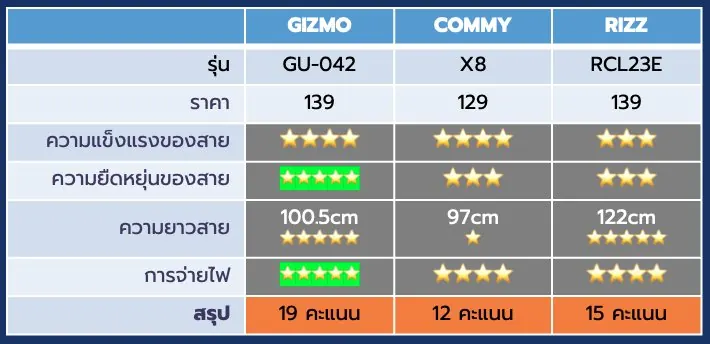 GIZMO COMMY RIZZ
รุ่น GU-042 X8 RCL23E
ราคา 139 129 139
ความแข็งแรงของสาย
ความยืดหยุ่นของสาย
ความยาวสาย 100.5cm 97cm 122cm
การจ่ายไฟ
สรุป 19 คะแนน 12 คะแนน 15 คะแนน